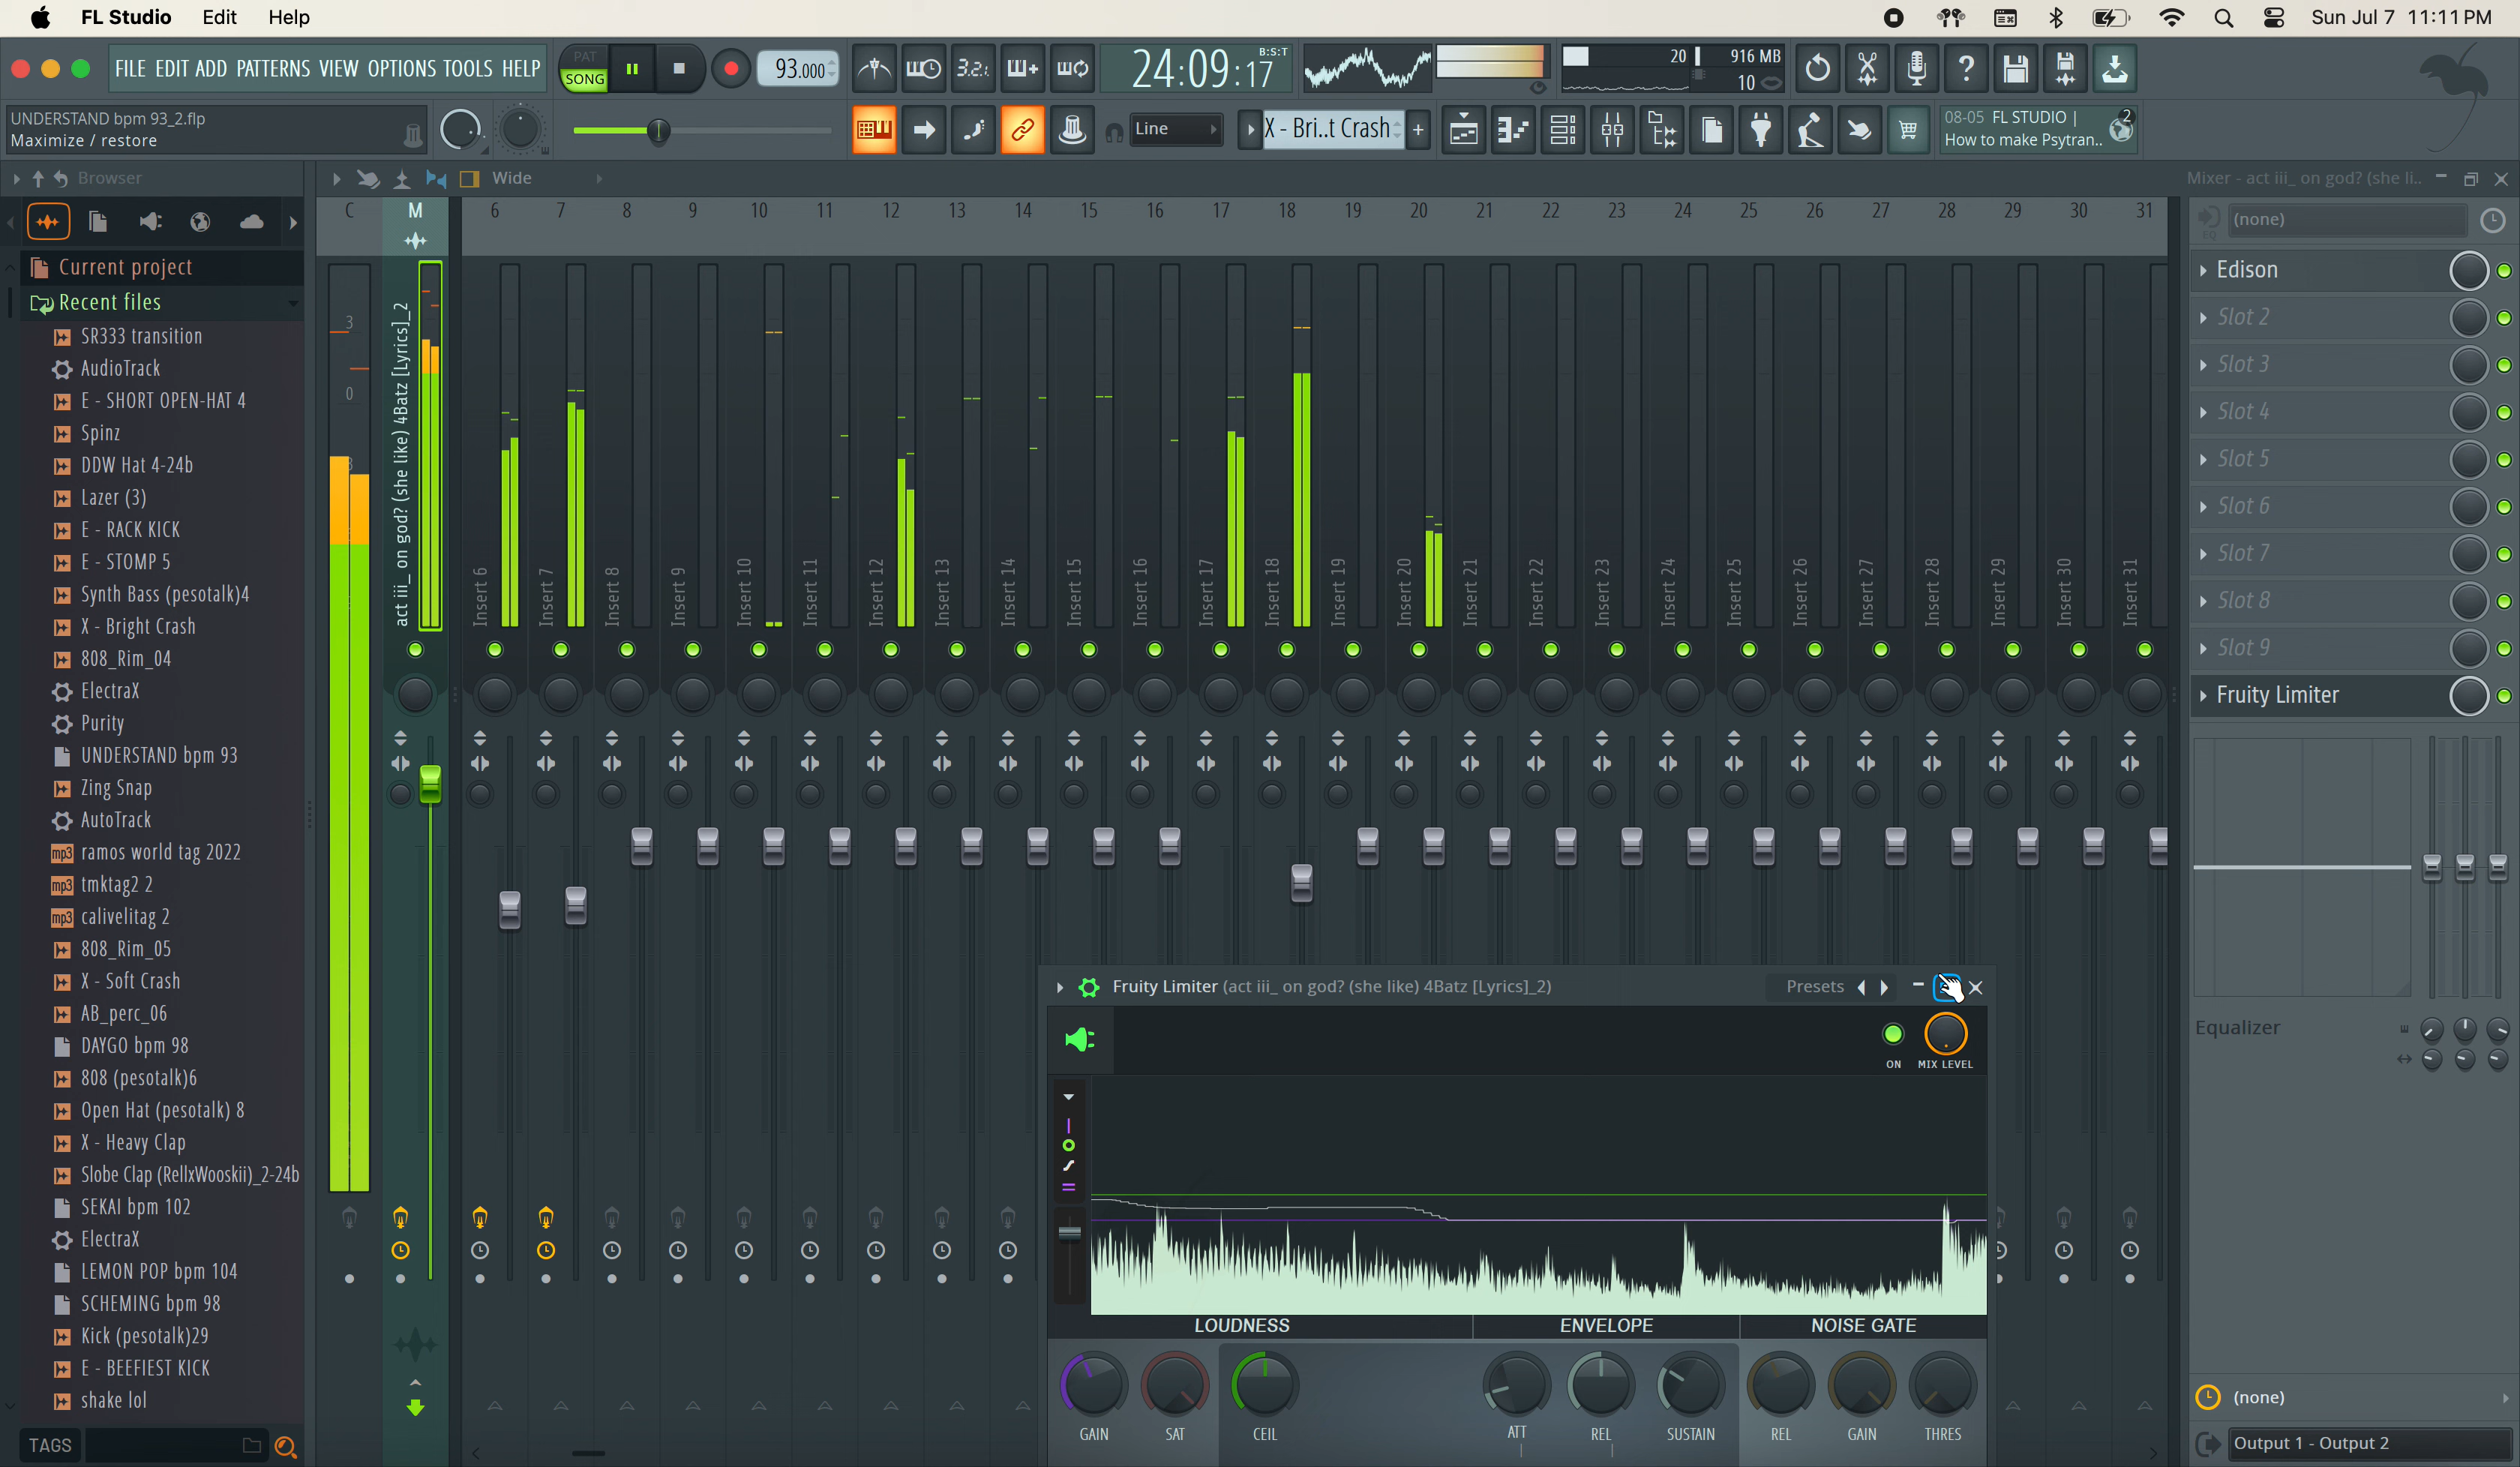 FL Studio Edit Help
Sun Jul 7 11:11 PM
FILE EDIT ADD PATTERNS VIEW OPTIONS TOOLS HELP
PAT
SONG
93.000
3.2.
24:09:17
B:S:T
20
916 MB
10
?
UNDERSTAND bpm 93_2.flp
Maximize / restore
Line
X - Bri..t Crash
+
08-05 FL STUDIO |
How to make Psytran..
2
Browser
Wide
Mixer - act iii_ on god? (she li..
C
M
6 7 8 9 10 11 12 13 14 15 16 17 18 19 20 21 22 23 24 25 26 27 28 29 30 31
Current project
Recent files
SR333 transition
AudioTrack
E - SHORT OPEN-HAT 4
Spinz
DDW Hat 4-24b
Lazer (3)
E - RACK KICK
E - STOMP 5
Synth Bass (pesotalk)4
X - Bright Crash
808_Rim_04
ElectraX
Purity
UNDERSTAND bpm 93
Zing Snap
AutoTrack
mp3 ramos world tag 2022
mp3 tmktag2 2
mp3 calivelitag 2
808_Rim_05
X - Soft Crash
AB_perc_06
DAYGO bpm 98
808 (pesotalk)6
Open Hat (pesotalk) 8
X - Heavy Clap
Slobe Clap (RellxWooskii)_2-24b
SEKAI bpm 102
ElectraX
LEMON POP bpm 104
SCHEMING bpm 98
Kick (pesotalk)29
E - BEEFIEST KICK
shake lol
TAGS
3
0
3
act iii_ on god? (she like) 4Batz [Lyrics]_2
Insert 6
Insert 7
Insert 8
Insert 9
Insert 10
Insert 11
Insert 12
Insert 13
Insert 14
Insert 15
Insert 16
Insert 17
Insert 18
Insert 19
Insert 20
Insert 21
Insert 22
Insert 23
Insert 24
Insert 25
Insert 26
Insert 27
Insert 28
Insert 29
Insert 30
Insert 31
(none)
EQ
Edison
Slot 2
Slot 3
Slot 4
Slot 5
Slot 6
Slot 7
Slot 8
Slot 9
Fruity Limiter
Equalizer
(none)
Output 1 - Output 2
Fruity Limiter (act iii_ on god? (she like) 4Batz [Lyrics]_2)
Presets
ON
MIX LEVEL
LOUDNESS
ENVELOPE
NOISE GATE
GAIN
SAT
CEIL
ATT
REL
SUSTAIN
REL
GAIN
THRES